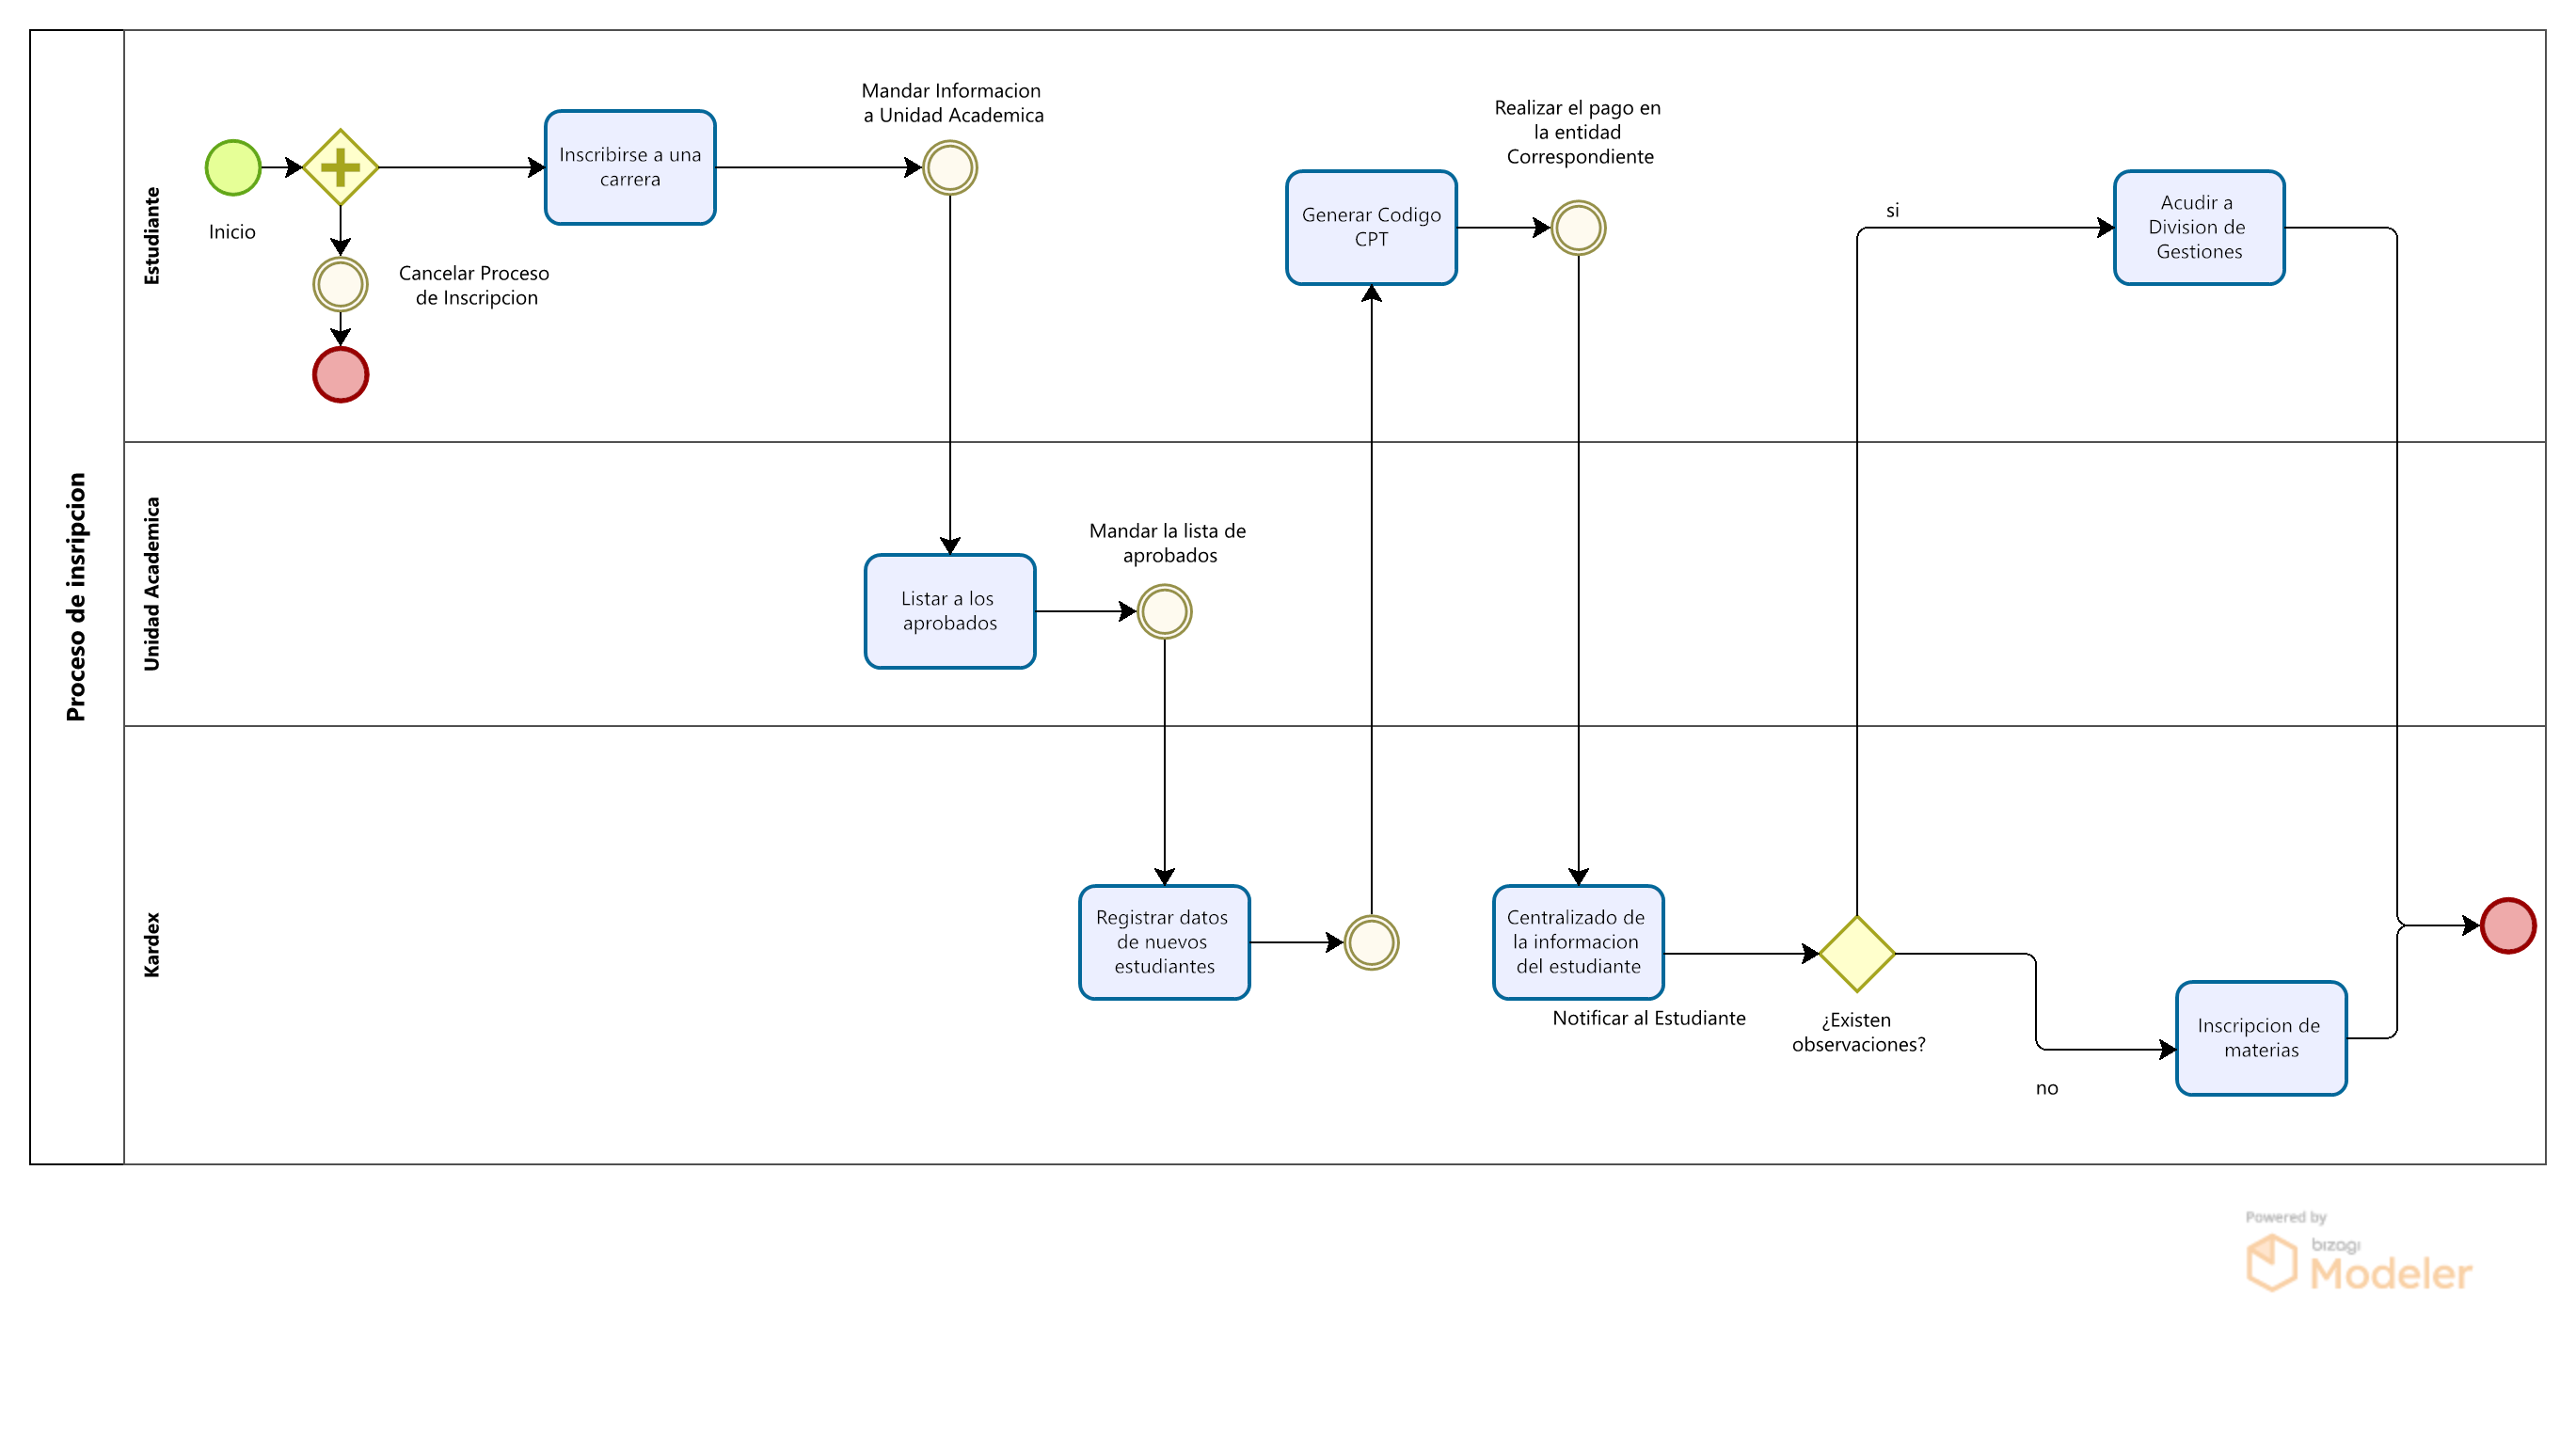 Proceso de insripcion
Estudiante
Inicio
Cancelar Proceso
de Inscripcion
Inscribirse a una
carrera
Mandar Informacion
a Unidad Academica
Generar Codigo
CPT
Realizar el pago en
la entidad
Correspondiente
si
Acudir a
Division de
Gestiones
Unidad Academica
Listar a los
aprobados
Mandar la lista de
aprobados
Kardex
Registrar datos
de nuevos
estudiantes
Centralizado de
la informacion
del estudiante
Notificar al Estudiante
¿Existen
observaciones?
no
Inscripcion de
materias
Powered by
bizagi
Modeler